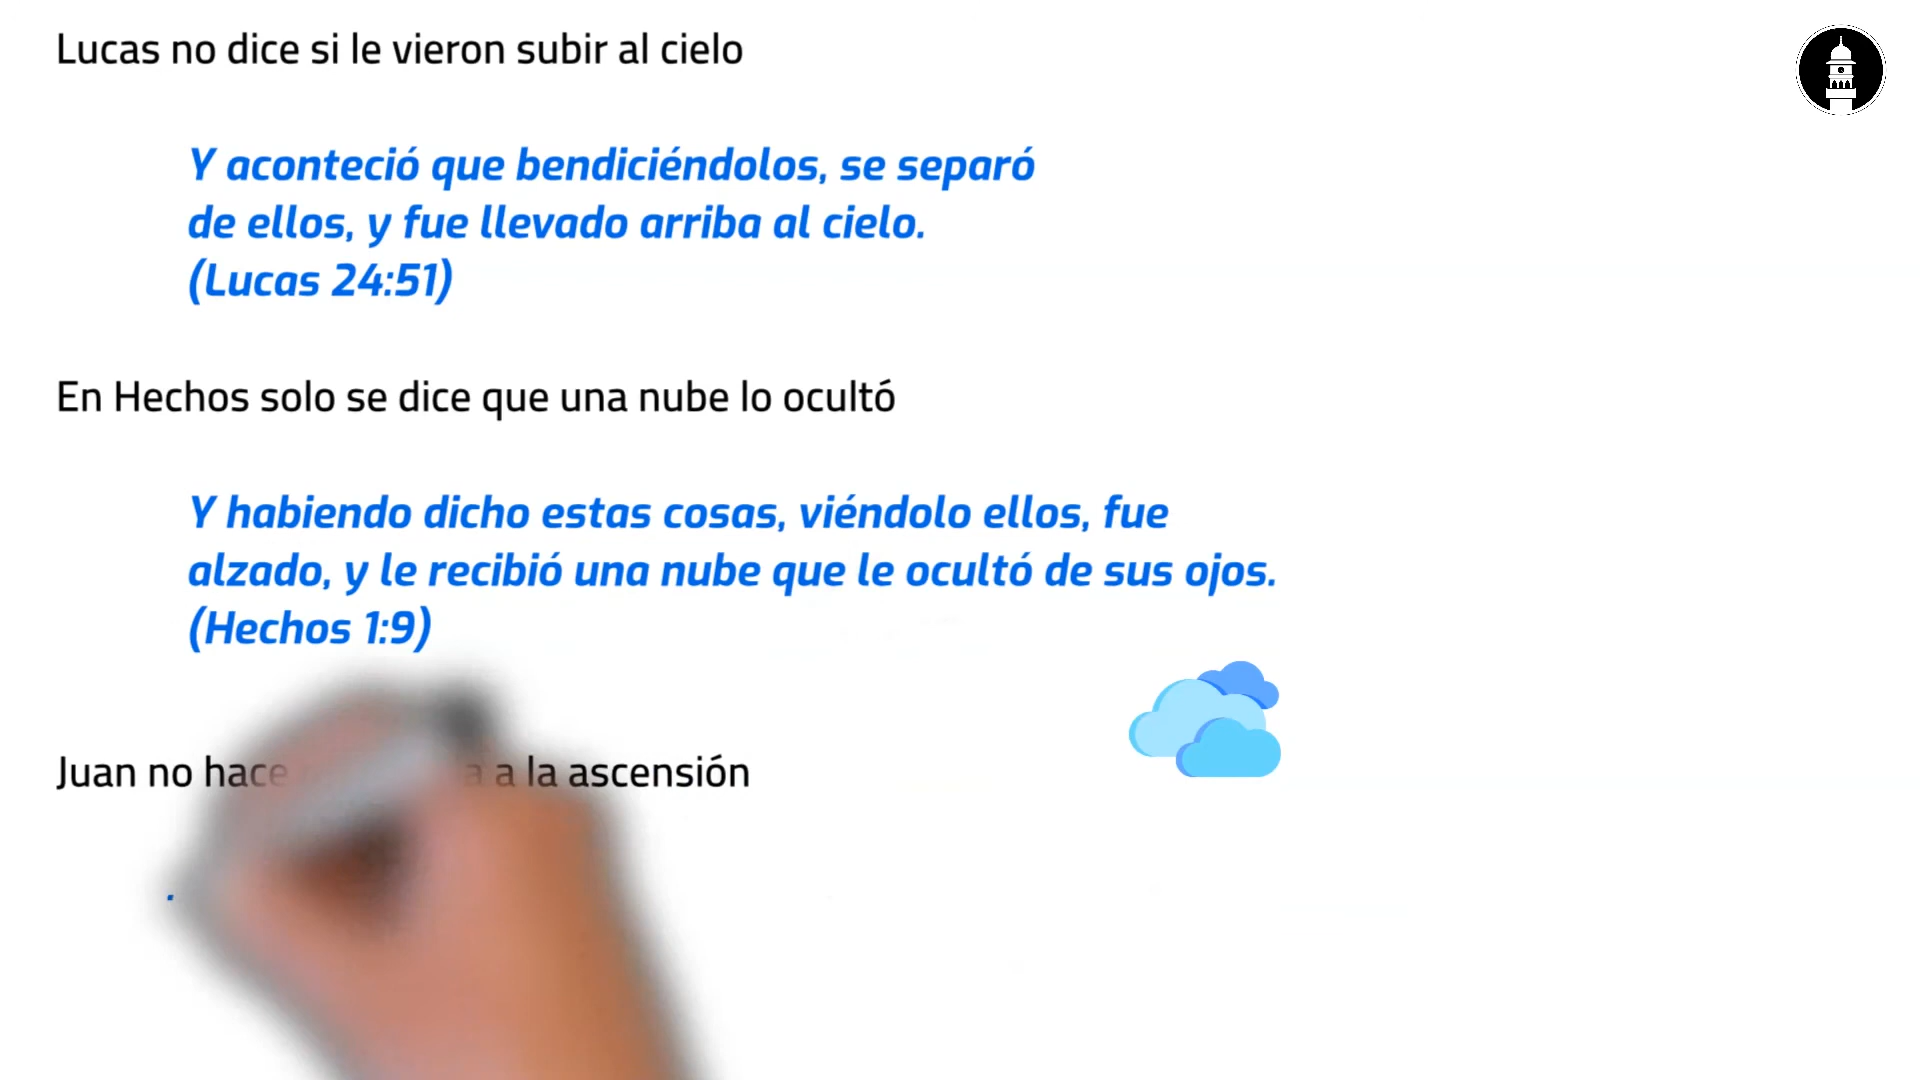 Lucas no dice si le vieron subir al cielo
Y aconteció que bendiciéndolos, se separó
de ellos, y fue llevado arriba al cielo.
(Lucas 24:51)
En Hechos solo se dice que una nube lo ocultó
Y habiendo dicho estas cosas, viéndolo ellos, fue
alzado, y le recibió una nube que le ocultó de sus ojos.
(Hechos 1:9)
Juan no hace a la ascensión